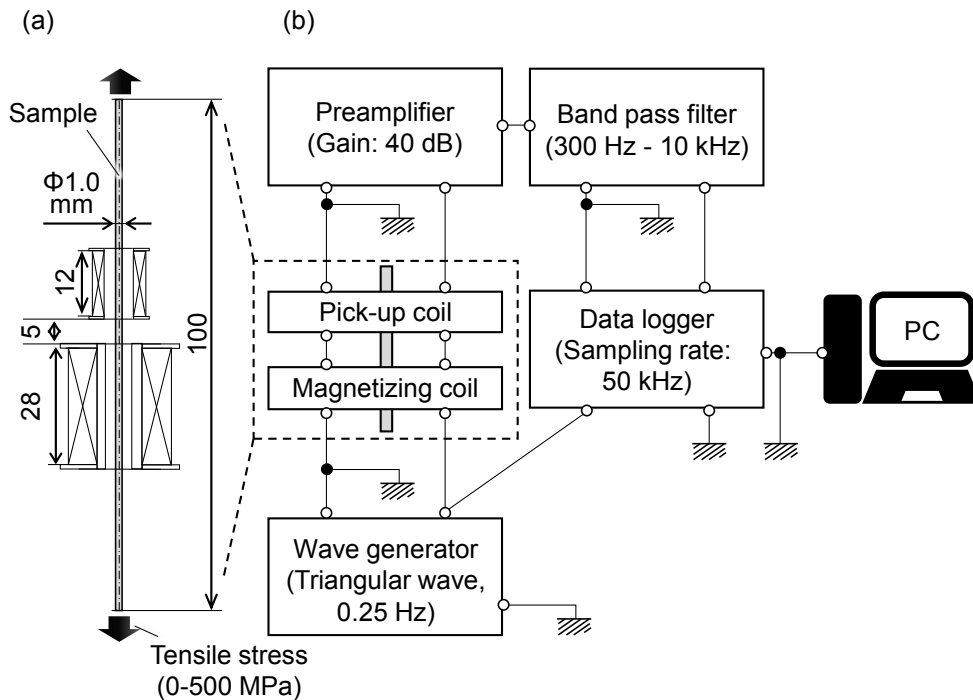 (a)
(b)
Sample
Φ1.0
mm
12
5
28
100
Tensile stress
(0-500 MPa)
Preamplifier
(Gain: 40 dB)
Band pass filter
(300 Hz - 10 kHz)
Pick-up coil
Magnetizing coil
Data logger
(Sampling rate:
50 kHz)
PC
Wave generator
(Triangular wave,
0.25 Hz)